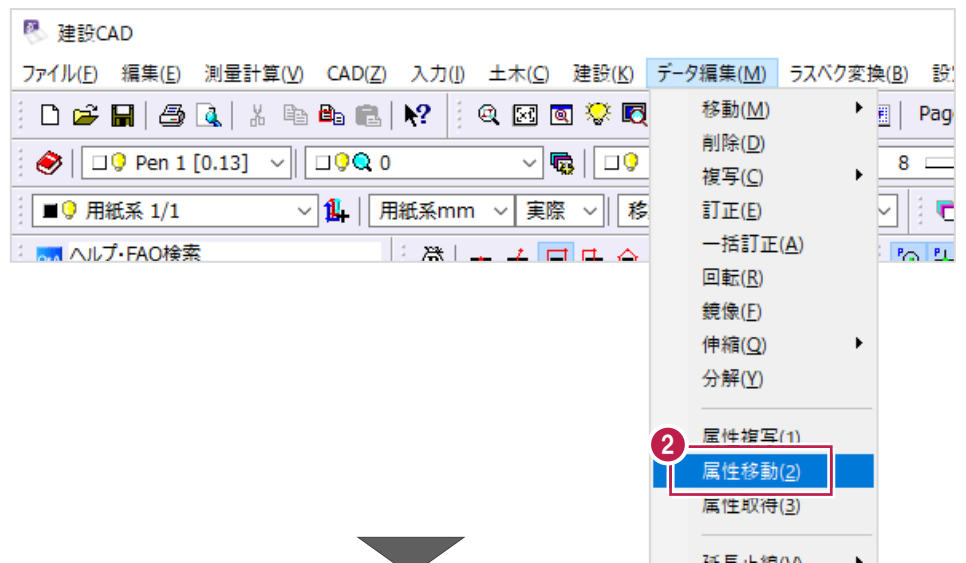 建設CAD
ファイル(F) 編集(E) 測量計算(V) CAD(Z) 入力(I) 土木(C) 建設(K) データ編集(M) ラスベク変換(B) 設
Pag
Pen 1 [0.13] 0 8
用紙系 1/1 用紙系mm 実際 移
ヘルプ・FAQ検索
移動(M)
削除(D)
複写(C)
訂正(E)
一括訂正(A)
回転(R)
鏡像(F)
伸縮(Q)
分解(Y)
属性複写(1)
2
属性移動(2)
属性取得(3)